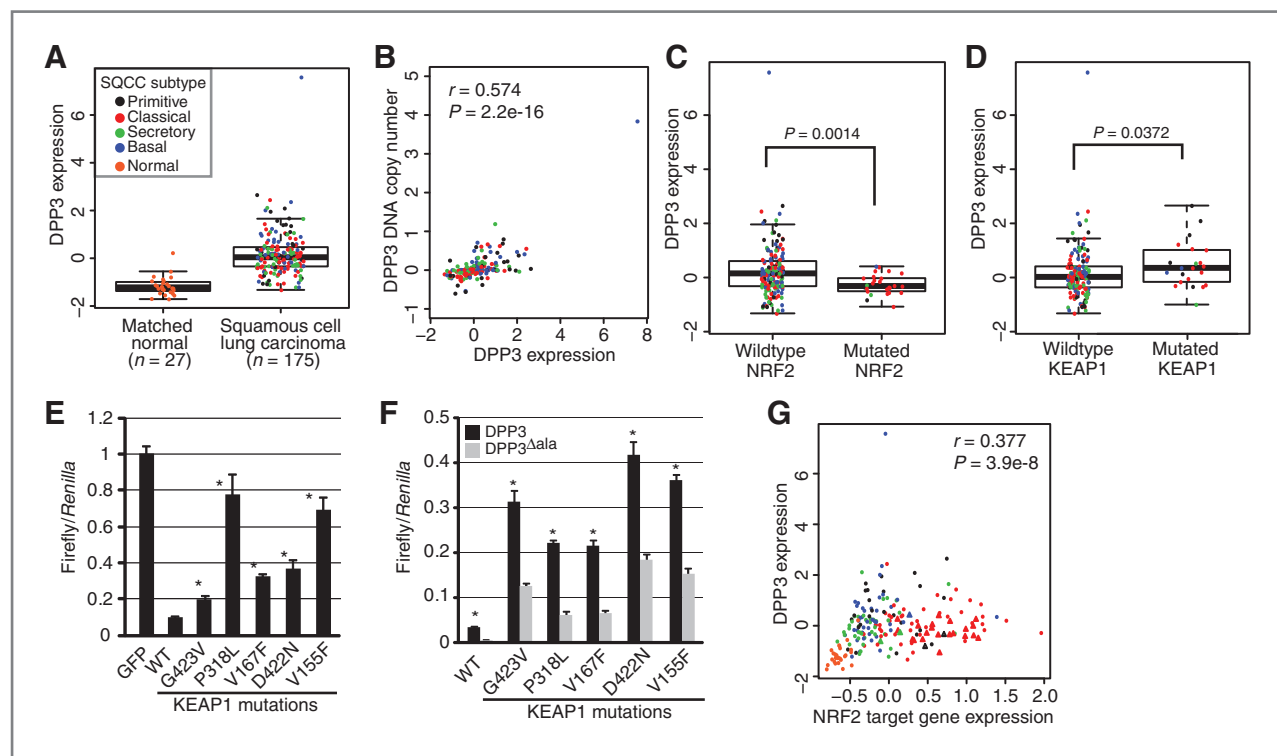 A
SQCC subtype
Primitive
Classical
Secretory
Basal
Normal
DPP3 expression
6
4
2
0
−2
Matched
normal
(n = 27)
Squamous cell
lung carcinoma
(n = 175)
B
r = 0.574
P = 2.2e-16
DPP3 DNA copy number
5
4
3
2
1
0
−1
−2 0 2 4 6 8
DPP3 expression
C
P = 0.0014
DPP3 expression
6
4
2
0
−2
Wildtype
NRF2
Mutated
NRF2
D
P = 0.0372
DPP3 expression
6
4
2
0
−2
Wildtype
KEAP1
Mutated
KEAP1
E
Firefly/Renilla
1.2
1
0.8
0.6
0.4
0.2
0
* * * * *
GFP WT G423V P318L V167F D422N V155F
KEAP1 mutations
F
DPP3
DPP3Δala
Firefly/Renilla
0.5
0.4
0.3
0.2
0.1
0
* * * * * *
WT G423V P318L V167F D422N V155F
KEAP1 mutations
G
r = 0.377
P = 3.9e-8
DPP3 expression
6
4
2
0
−2
−0.5 0.0 0.5 1.0 1.5 2.0
NRF2 target gene expression